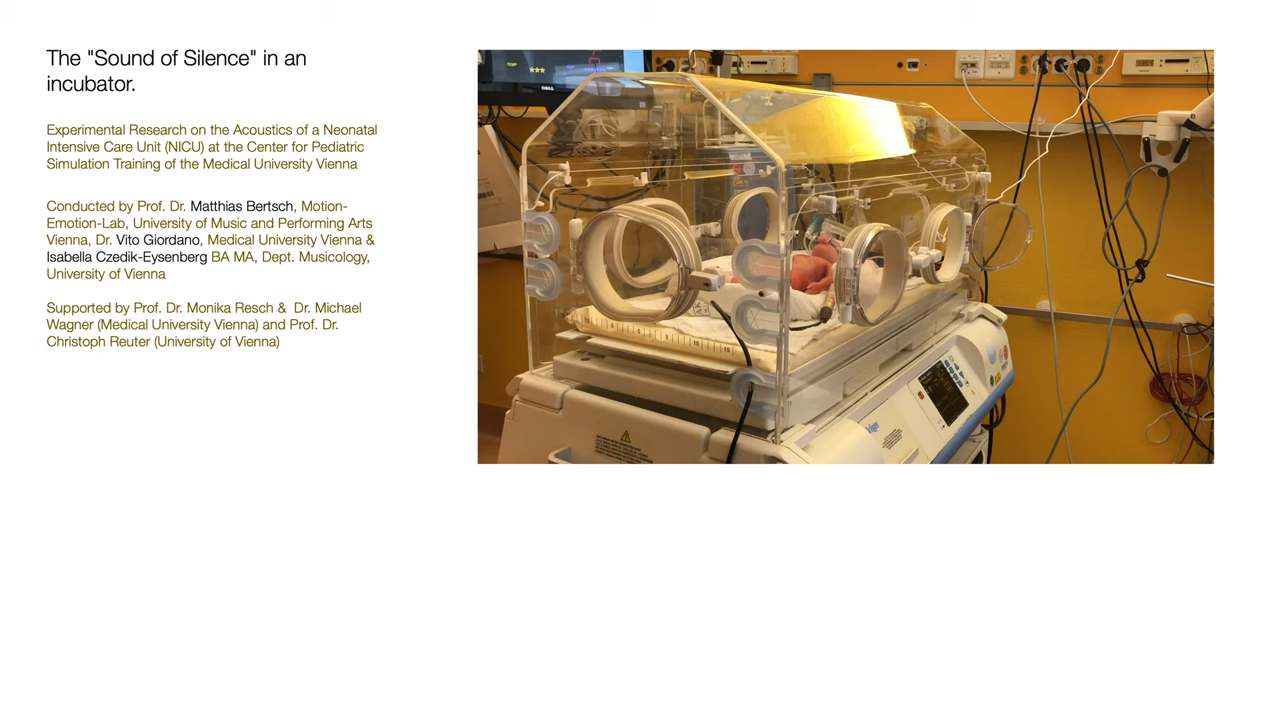 The "Sound of Silence" in an
incubator.
Experimental Research on the Acoustics of a Neonatal
Intensive Care Unit (NICU) at the Center for Pediatric
Simulation Training of the Medical University Vienna
Conducted by Prof. Dr. Matthias Bertsch, Motion-
Emotion-Lab, University of Music and Performing Arts
Vienna, Dr. Vito Giordano, Medical University Vienna &
Isabella Czedik-Eysenberg BA MA, Dept. Musicology,
University of Vienna
Supported by Prof. Dr. Monika Resch &  Dr. Michael
Wagner (Medical University Vienna) and Prof. Dr.
Christoph Reuter (University of Vienna)
TEMP
***
DELL
Dräger